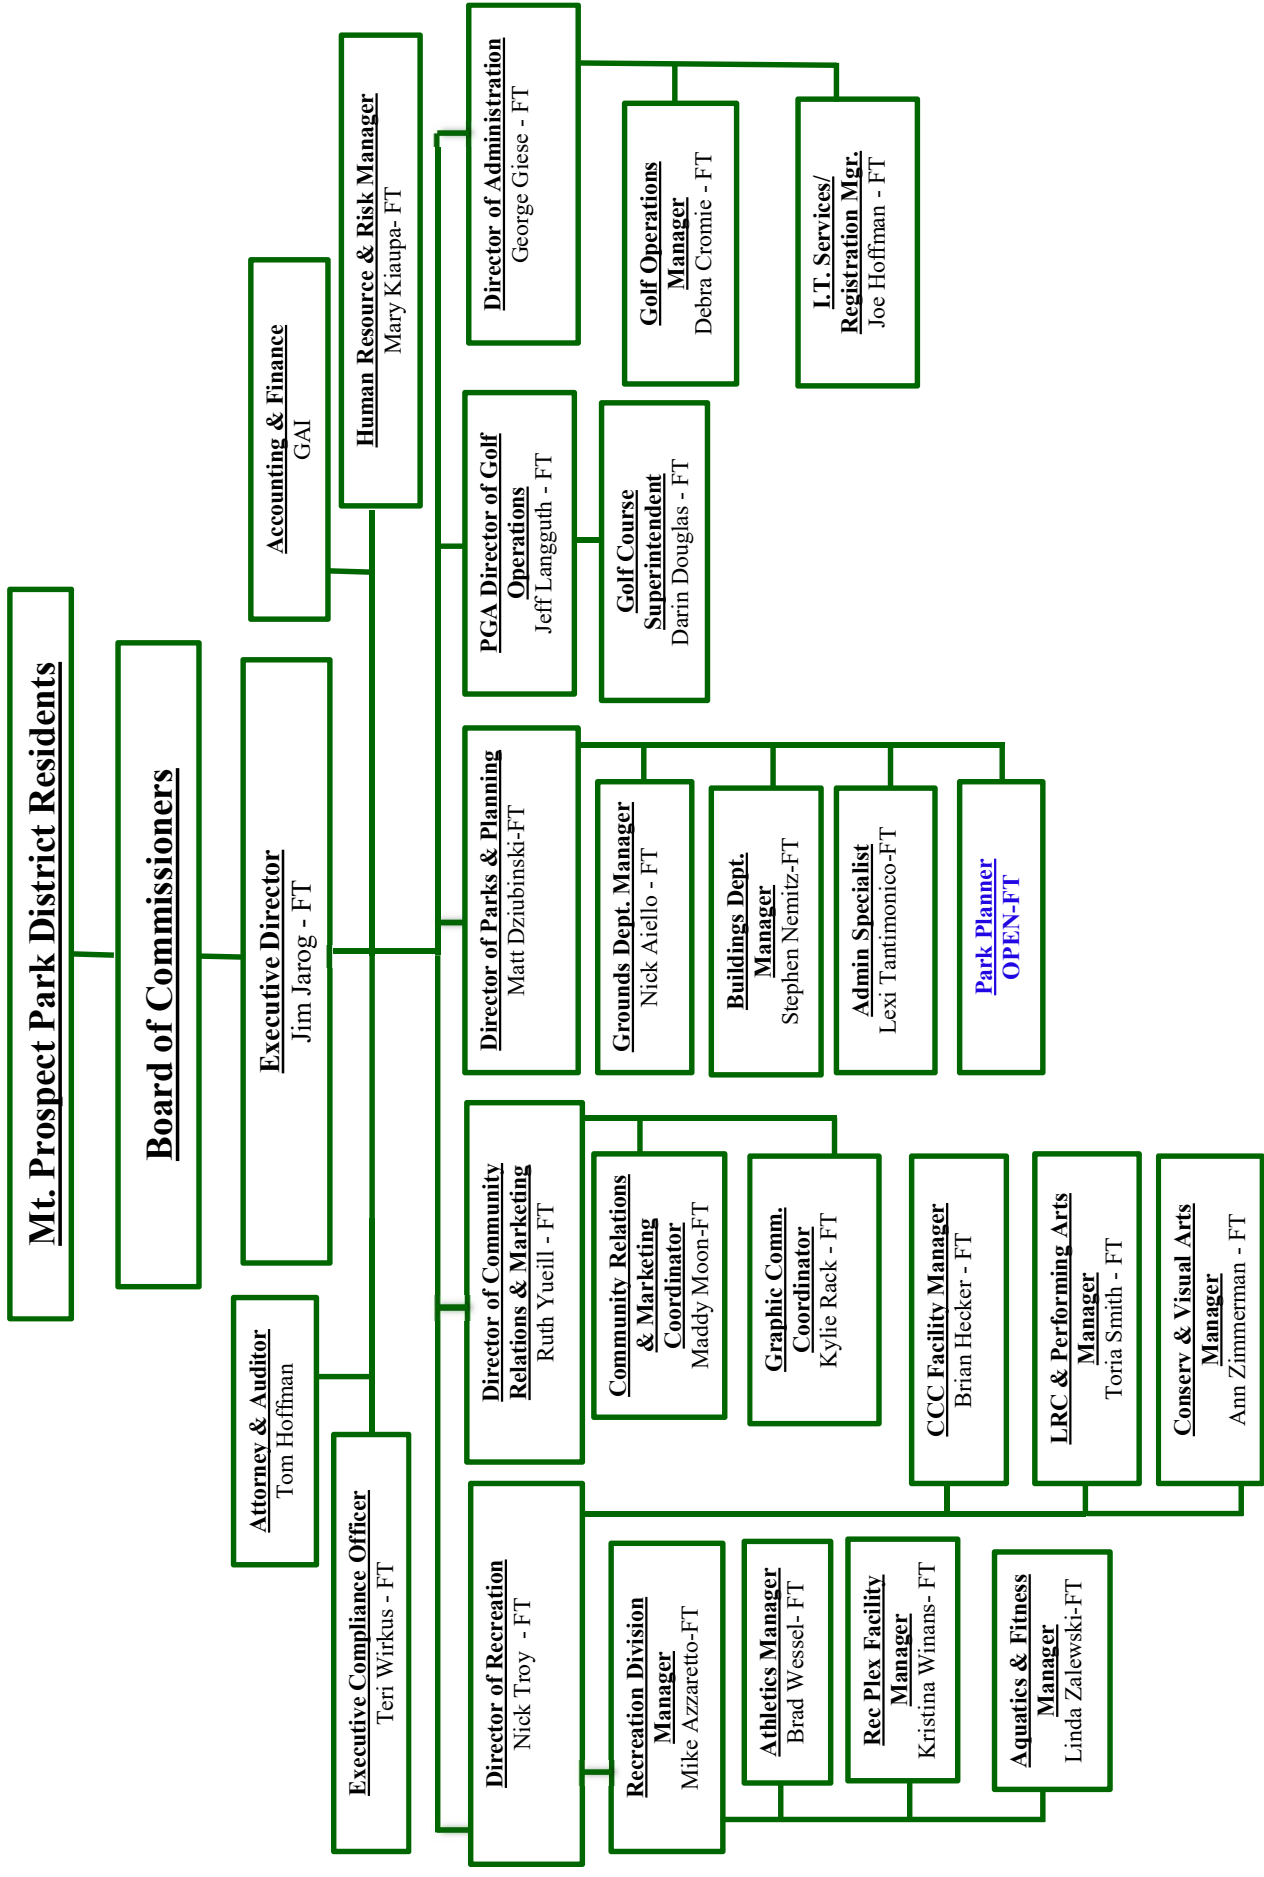 Mt. Prospect Park District Residents
Board of Commissioners
Executive Director
Jim Jarog - FT
Attorney & Auditor
Tom Hoffman
Accounting & Finance
GAI
Executive Compliance Officer
Teri Wirkus - FT
Human Resource & Risk Manager
Mary Kiaupa- FT
Director of Recreation
Nick Troy - FT
Recreation Division
Manager
Mike Azzaretto-FT
Athletics Manager
Brad Wessel- FT
Rec Plex Facility
Manager
Kristina Winans- FT
Aquatics & Fitness
Manager
Linda Zalewski-FT
CCC Facility Manager
Brian Hecker - FT
LRC & Performing Arts
Manager
Toria Smith - FT
Conserv & Visual Arts
Manager
Ann Zimmerman - FT
Director of Community
Relations & Marketing
Ruth Yueill - FT
Community Relations
& Marketing
Coordinator
Maddy Moon-FT
Graphic Comm.
Coordinator
Kylie Rack - FT
Director of Parks & Planning
Matt Dziubinski-FT
Grounds Dept. Manager
Nick Aiello - FT
Buildings Dept.
Manager
Stephen Nemitz-FT
Admin Specialist
Lexi Tantimonico-FT
Park Planner
OPEN-FT
PGA Director of Golf
Operations
Jeff Langguth - FT
Golf Course
Superintendent
Darin Douglas - FT
Director of Administration
George Giese - FT
Golf Operations
Manager
Debra Cromie - FT
I.T. Services/
Registration Mgr.
Joe Hoffman - FT